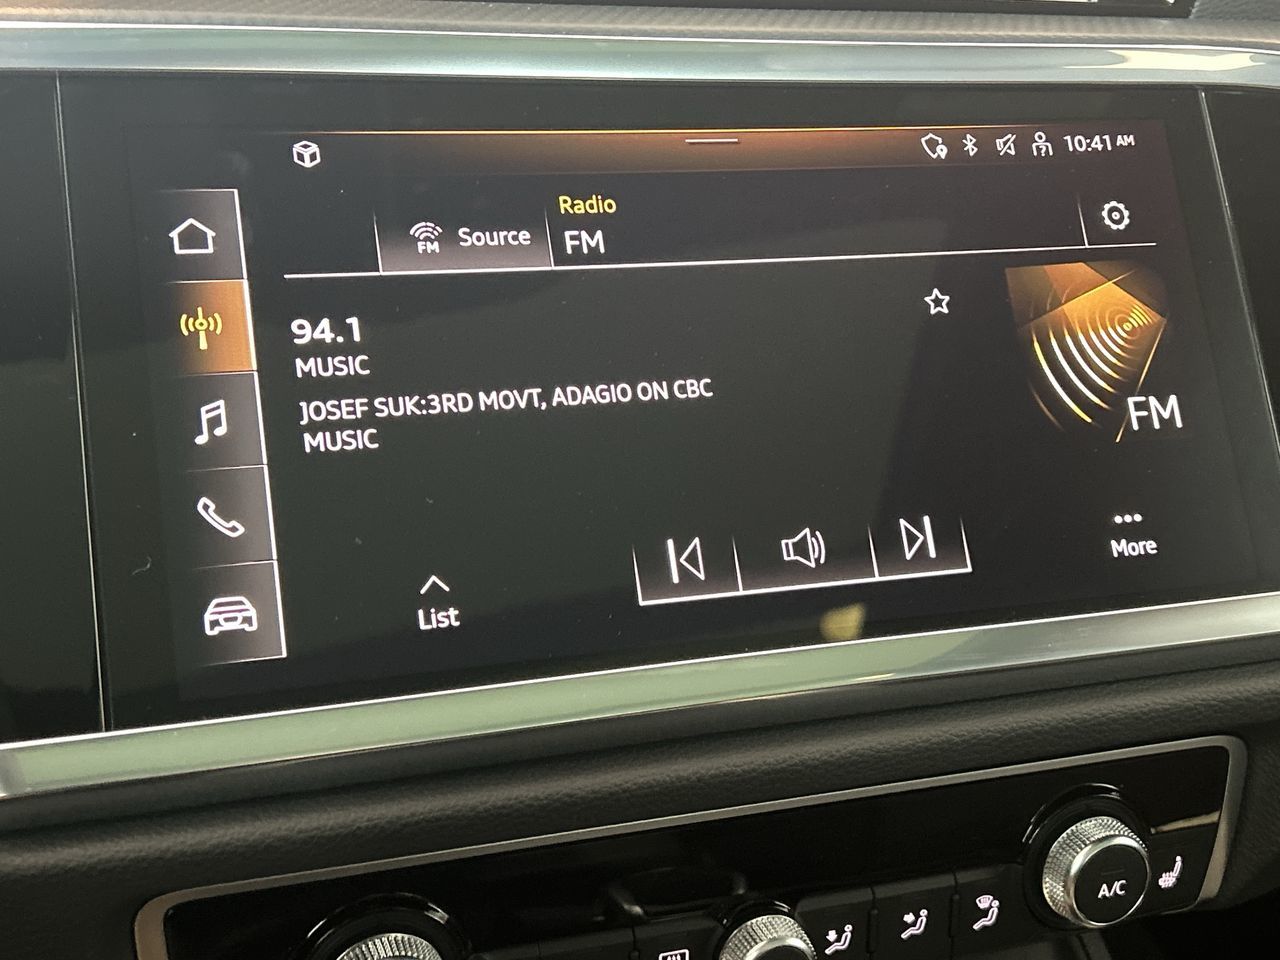 10:41 AM
Radio
FM
Source
FM
94.1
MUSIC
JOSEF SUK:3RD MOVT, ADAGIO ON CBC
MUSIC
FM
More
List
A/C